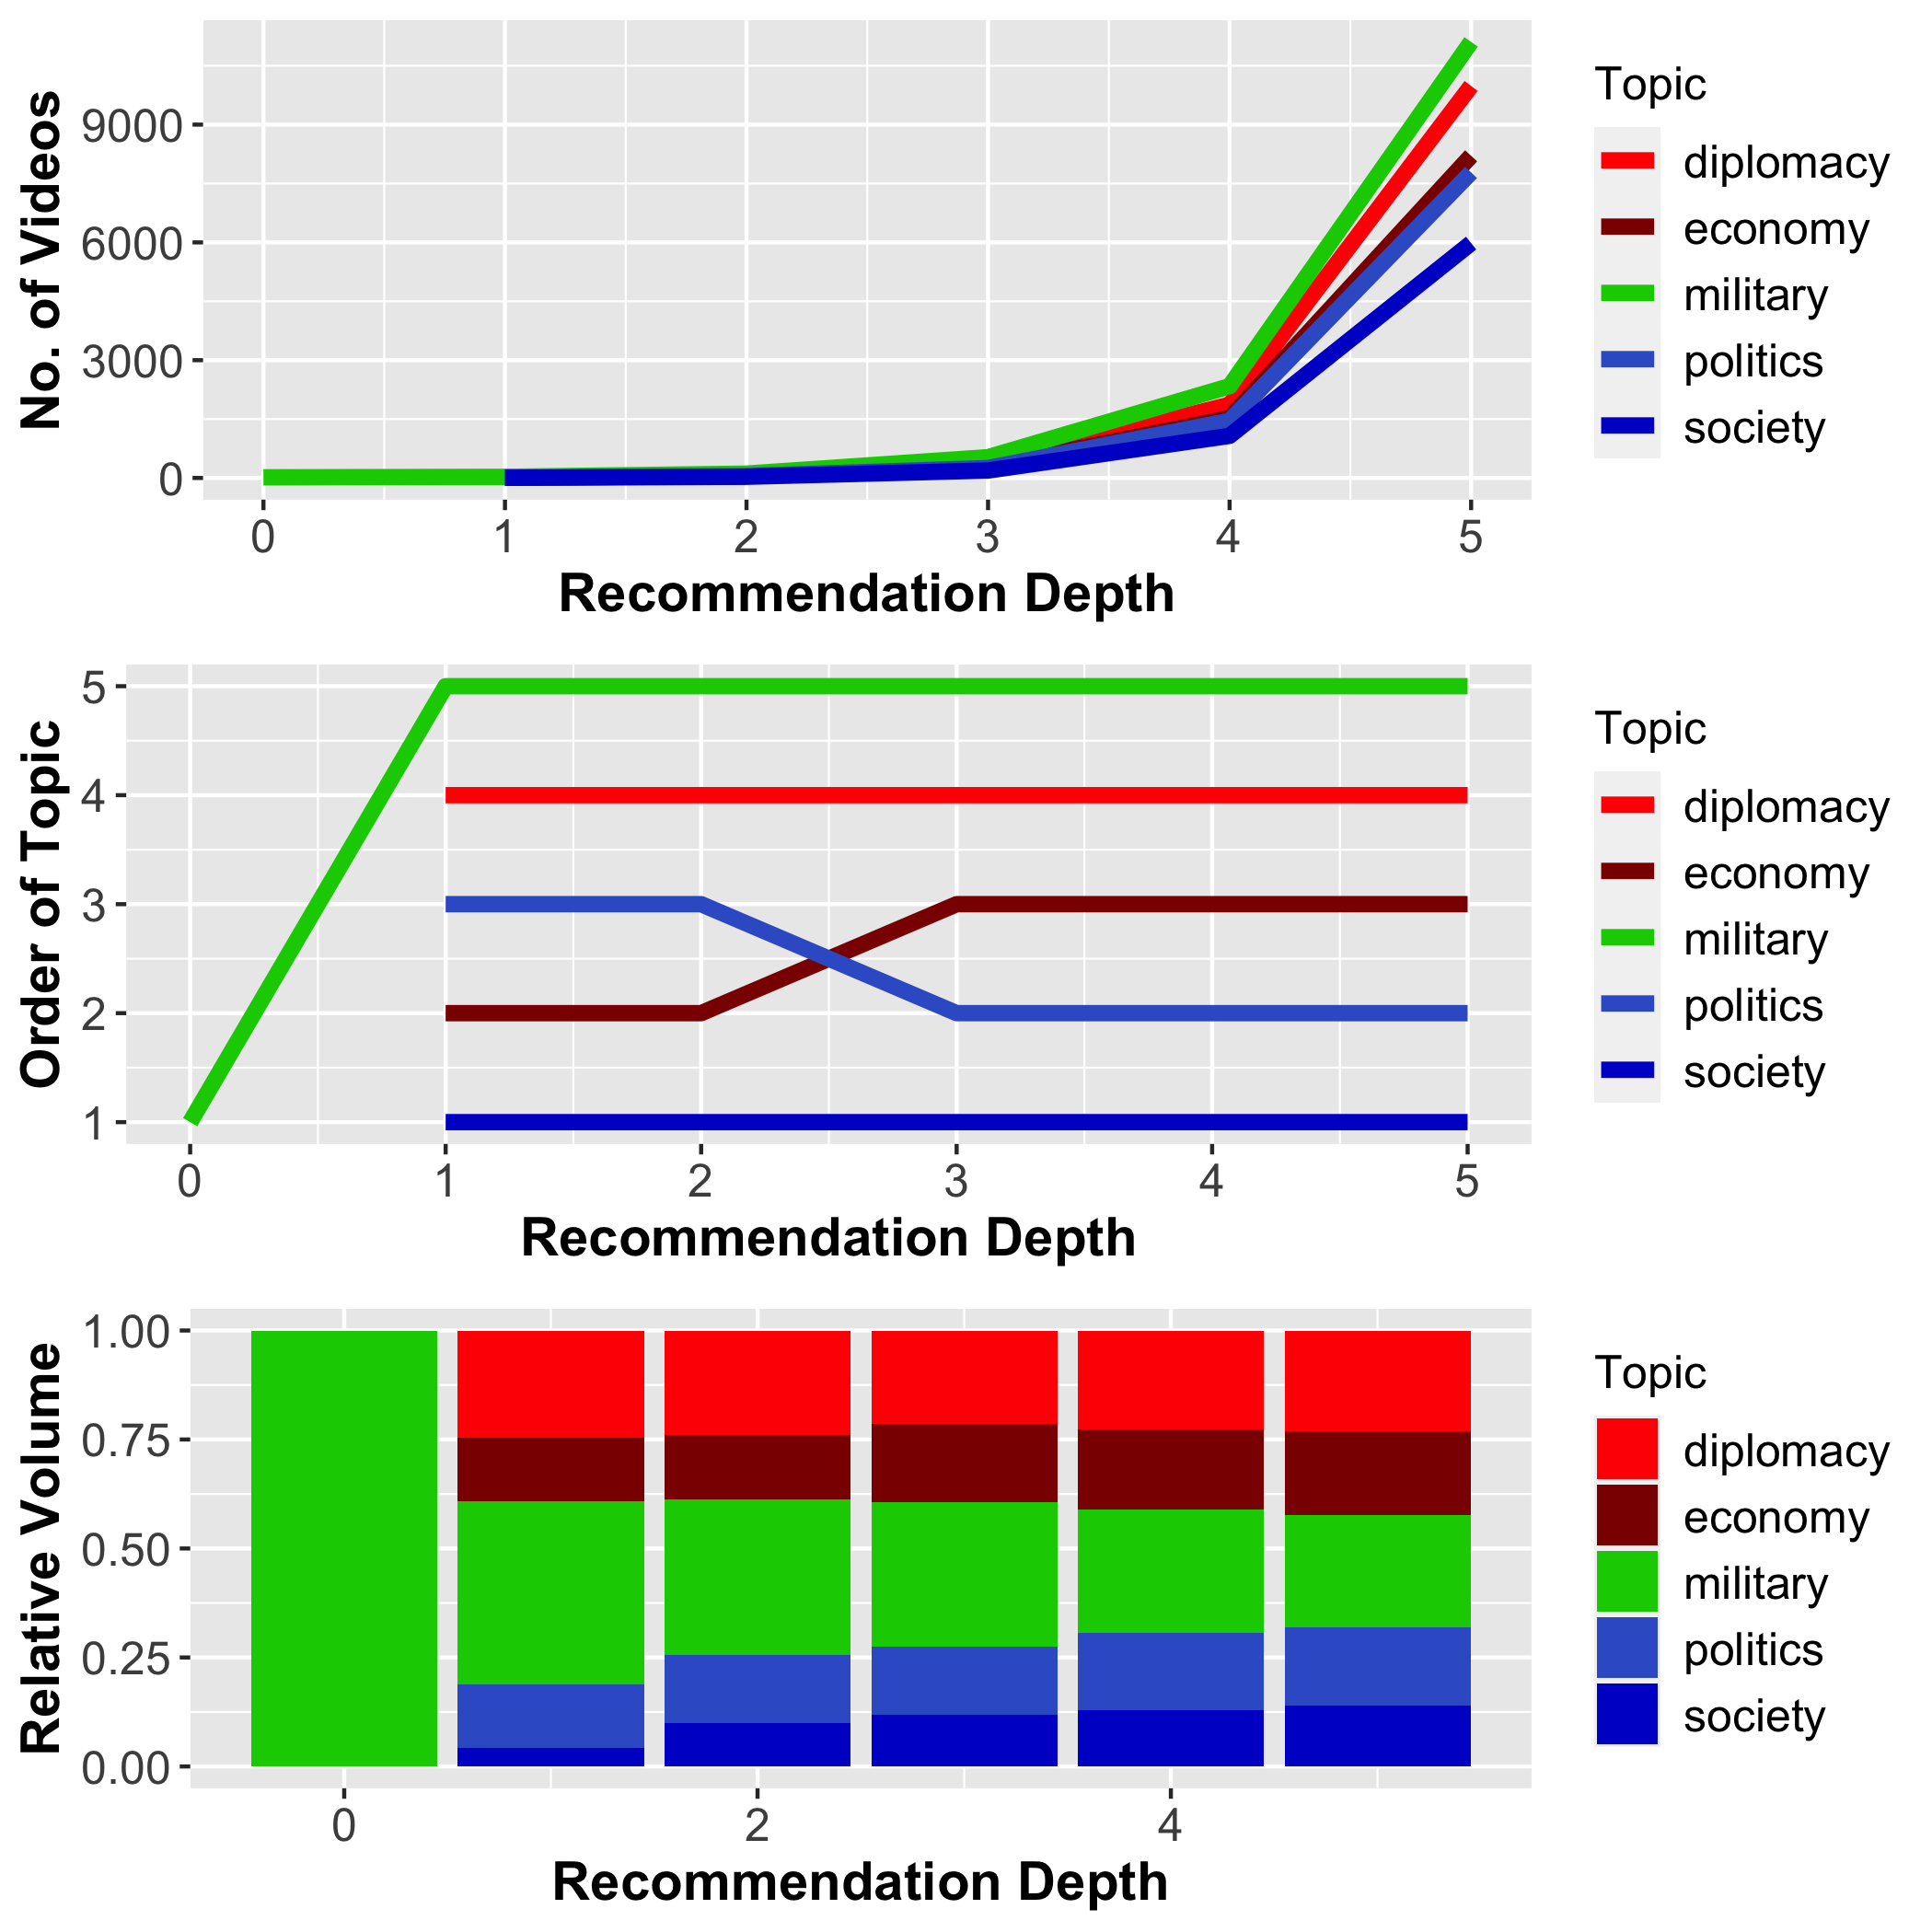 No. of Videos
9000
6000
3000
0
0 1 2 3 4 5
Recommendation Depth
Topic
diplomacy
economy
military
politics
society
Order of Topic
5
4
3
2
1
0 1 2 3 4 5
Recommendation Depth
Topic
diplomacy
economy
military
politics
society
Relative Volume
1.00
0.75
0.50
0.25
0.00
0 2 4
Recommendation Depth
Topic
diplomacy
economy
military
politics
society